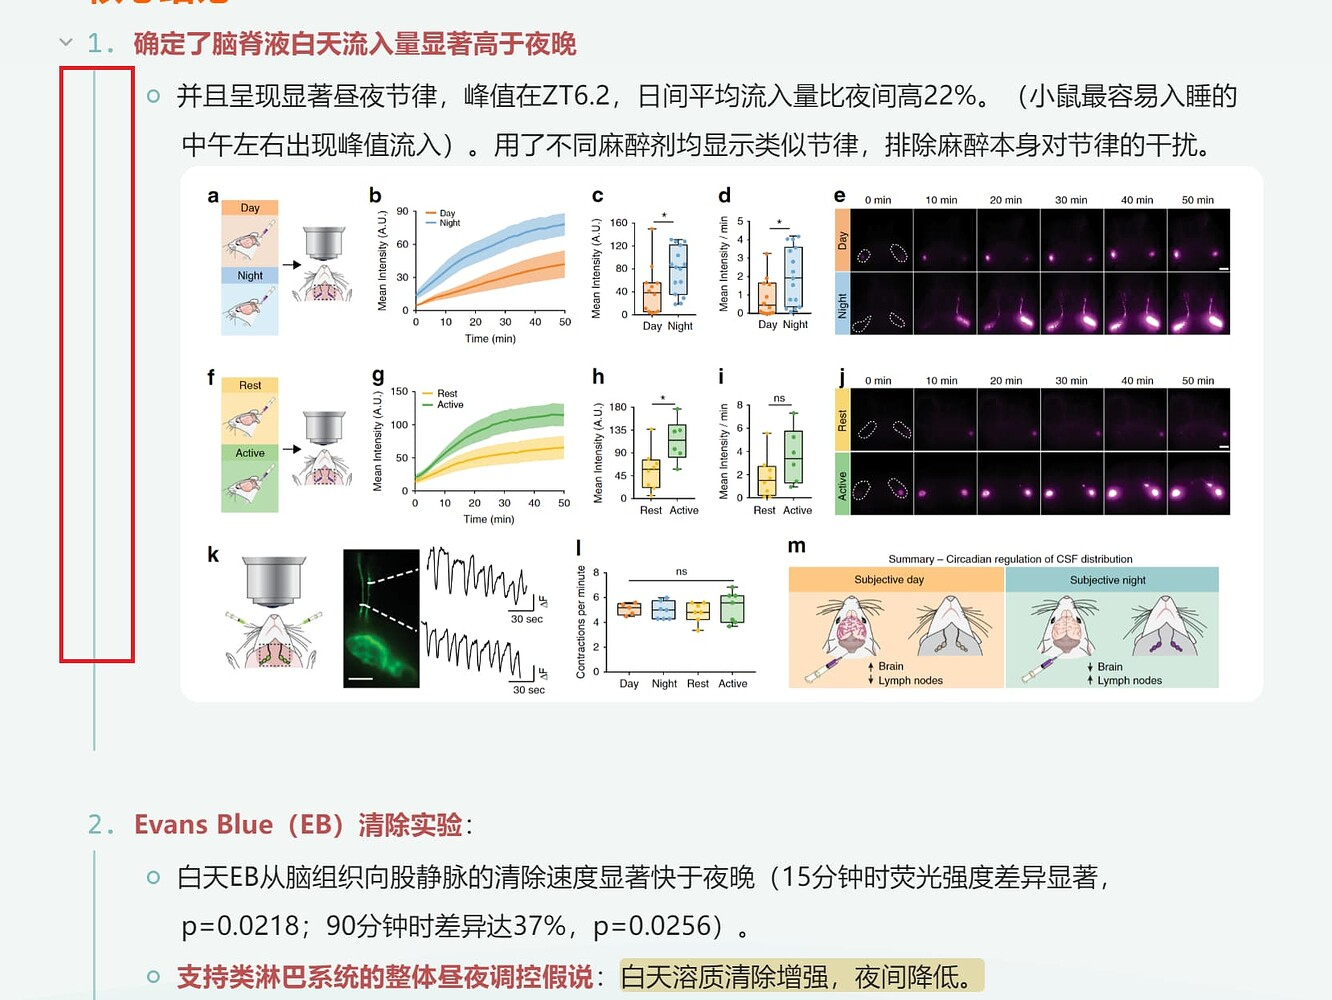 1. 确定了脑脊液白天流入量显著高于夜晚
并且呈现显著昼夜节律，峰值在ZT6.2，日间平均流入量比夜间高22%。（小鼠最容易入睡的
中午左右出现峰值流入）。用了不同麻醉剂均显示类似节律，排除麻醉本身对节律的干扰。
a
Day
Night
b
Mean Intensity (A.U.)
90
60
30
0
Day
Night
0 10 20 30 40 50
Time (min)
c
Mean Intensity (A.U.)
160
120
80
40
0
*
Day Night
d
Mean Intensity / min
5
4
3
2
1
0
*
Day Night
e
0 min 10 min 20 min 30 min 40 min 50 min
Day
Night
f
Rest
Active
g
Mean Intensity (A.U.)
150
100
50
0
Rest
Active
0 10 20 30 40 50
Time (min)
h
Mean Intensity (A.U.)
180
135
90
45
0
*
Rest Active
i
Mean Intensity / min
8
6
4
2
0
ns
Rest Active
j
0 min 10 min 20 min 30 min 40 min 50 min
Rest
Active
k
ΔF
30 sec
ΔF
30 sec
l
Contractions per minute
8
6
4
2
0
ns
Day Night Rest Active
m
Summary – Circadian regulation of CSF distribution
Subjective day Subjective night
↑ Brain
↓ Lymph nodes
↓ Brain
↑ Lymph nodes
2. Evans Blue（EB）清除实验：
白天EB从脑组织向股静脉的清除速度显著快于夜晚（15分钟时荧光强度差异显著，
p=0.0218；90分钟时差异达37%，p=0.0256）。
支持类淋巴系统的整体昼夜调控假说：白天溶质清除增强，夜间降低。